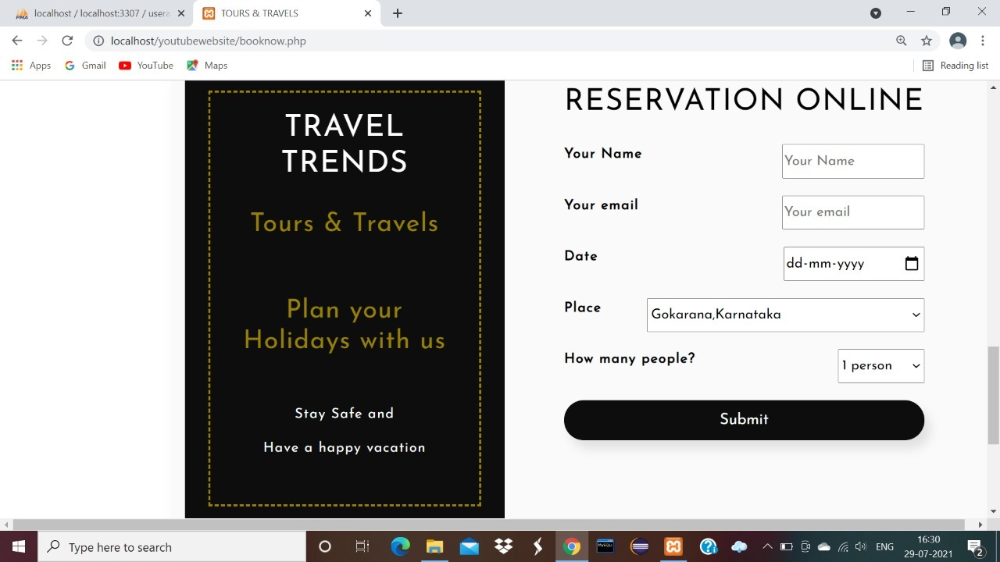 localhost / localhost:3307 / usera
TOURS & TRAVELS
localhost/youtubewebsite/booknow.php
Apps
Gmail
YouTube
Maps
Reading list
TRAVEL
TRENDS
Tours & Travels
Plan your
Holidays with us
Stay Safe and
Have a happy vacation
RESERVATION ONLINE
Your Name
Your Name
Your email
Your email
Date
dd-mm-yyyy
Place
Gokarana,Karnataka
How many people?
1 person
Submit
Type here to search
ENG
16:30
29-07-2021
2